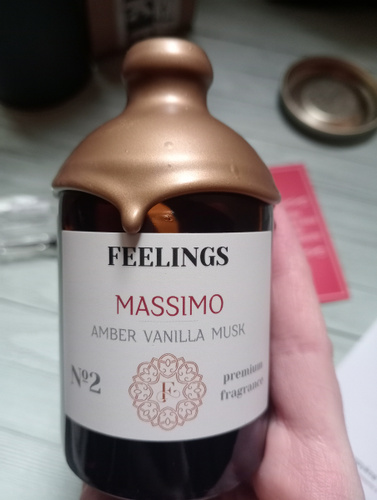 FEELINGS
MASSIMO
AMBER VANILLA MUSK
Nº2
premium
fragrance
F